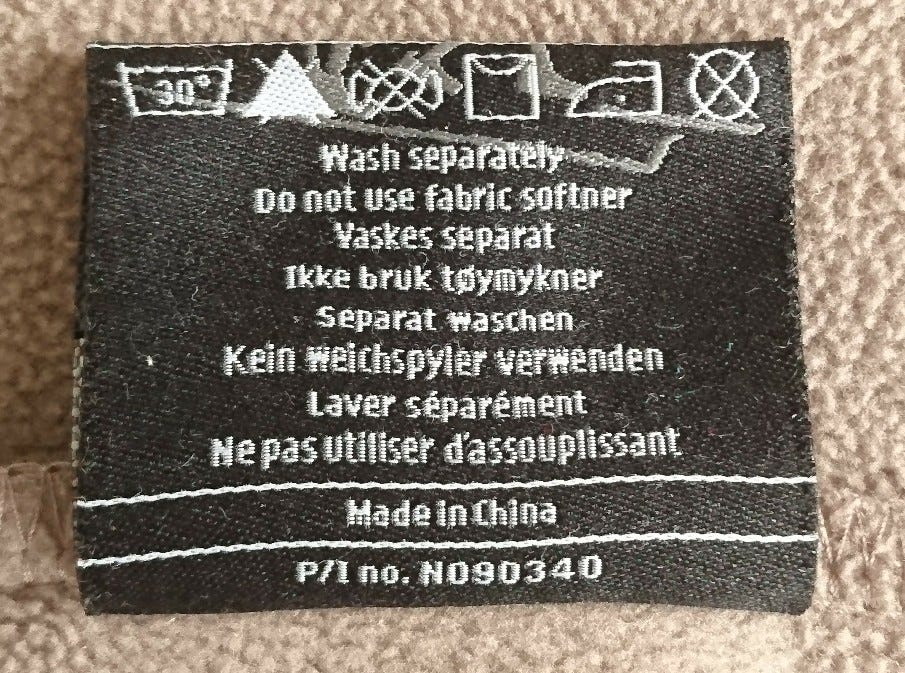 30°
Wash separately
Do not use fabric softner
Vaskes separat
Ikke bruk tøymykner
Separat waschen
Kein weichspyler verwenden
Laver séparément
Ne pas utiliser d'assouplissant
Made in China
P/I no. N090340